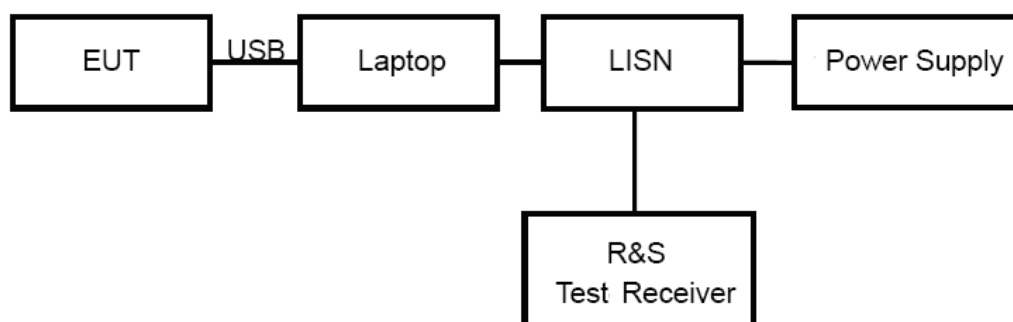 EUT
USB
Laptop
LISN
Power Supply
R&S
Test Receiver